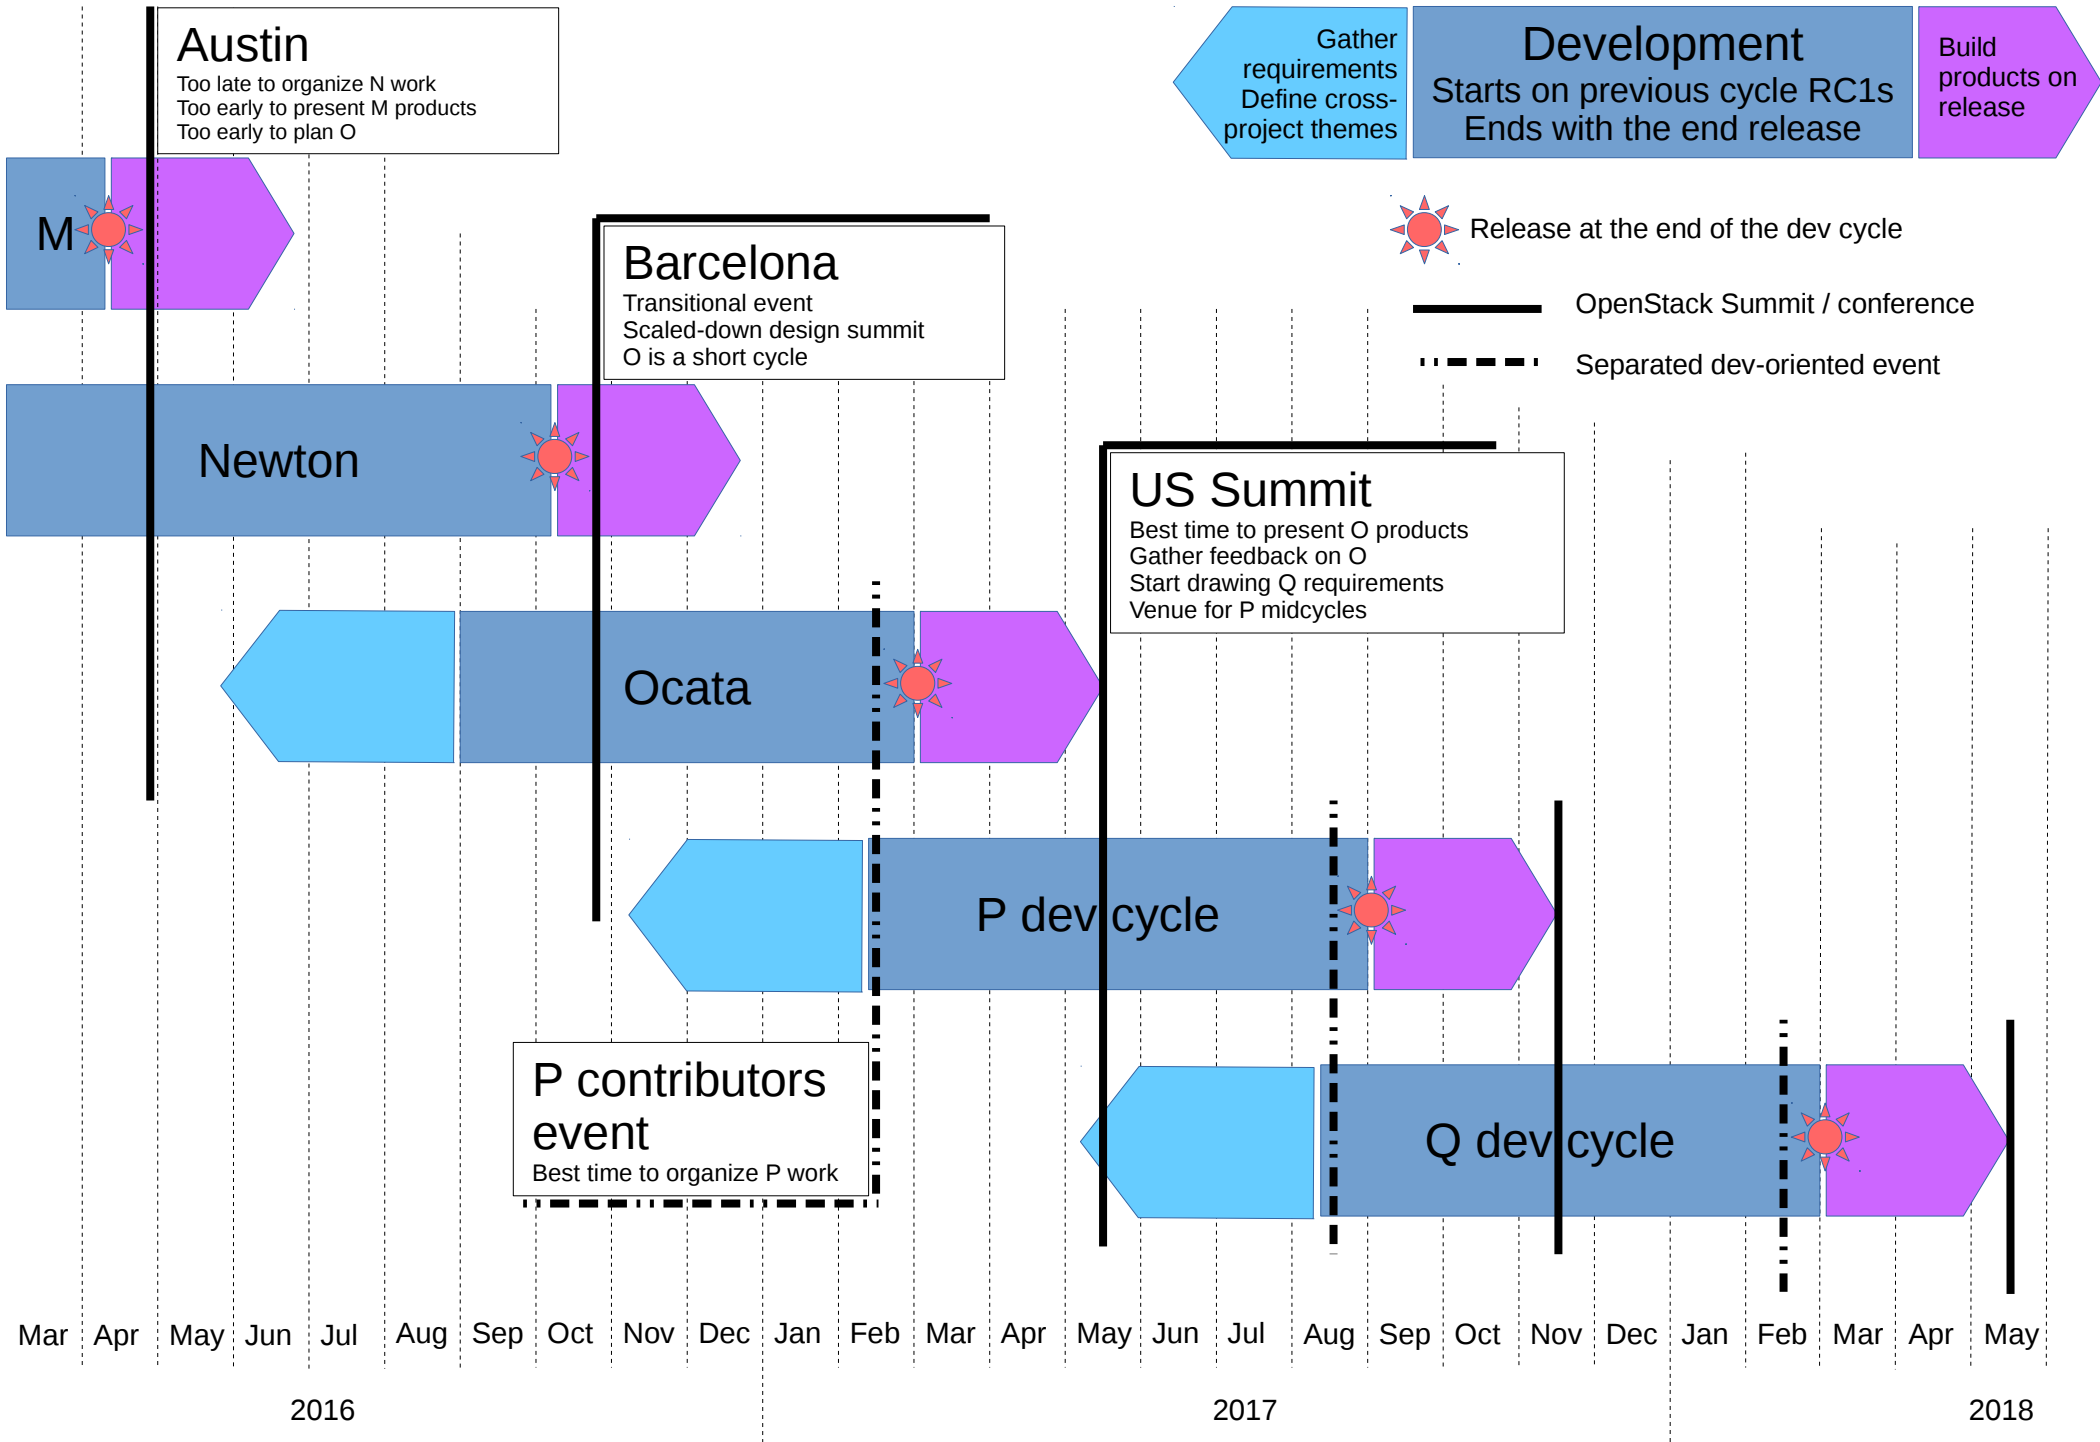 Austin
Too late to organize N work
Too early to present M products
Too early to plan O
Gather
requirements
Define cross-
project themes
Development
Starts on previous cycle RC1s
Ends with the end release
Build
products on
release
M
Release at the end of the dev cycle
OpenStack Summit / conference
Separated dev-oriented event
Barcelona
Transitional event
Scaled-down design summit
O is a short cycle
Newton
US Summit
Best time to present O products
Gather feedback on O
Start drawing Q requirements
Venue for P midcycles
Ocata
P dev cycle
P contributors
event
Best time to organize P work
Q dev cycle
Mar Apr May Jun Jul Aug Sep Oct Nov Dec Jan Feb Mar Apr May Jun Jul Aug Sep Oct Nov Dec Jan Feb Mar Apr May
2016 2017 2018